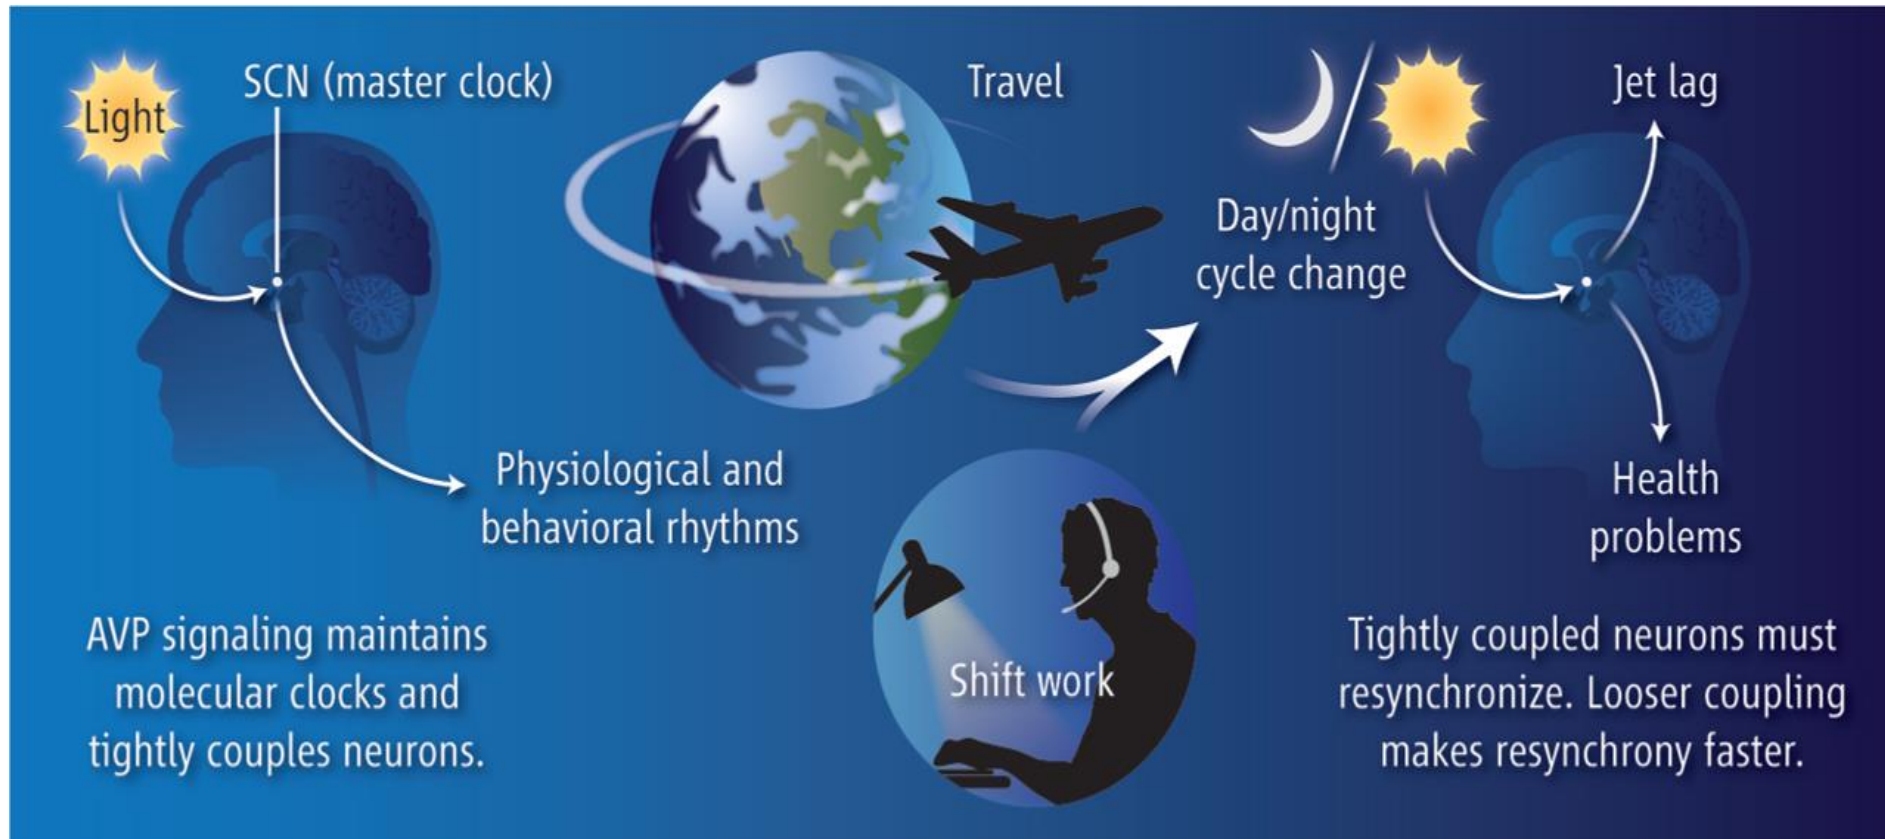 Light
SCN (master clock)
Physiological and
behavioral rhythms
AVP signaling maintains
molecular clocks and
tightly couples neurons.
Travel
Shift work
Day/night
cycle change
Jet lag
Health
problems
Tightly coupled neurons must
resynchronize. Looser coupling
makes resynchrony faster.